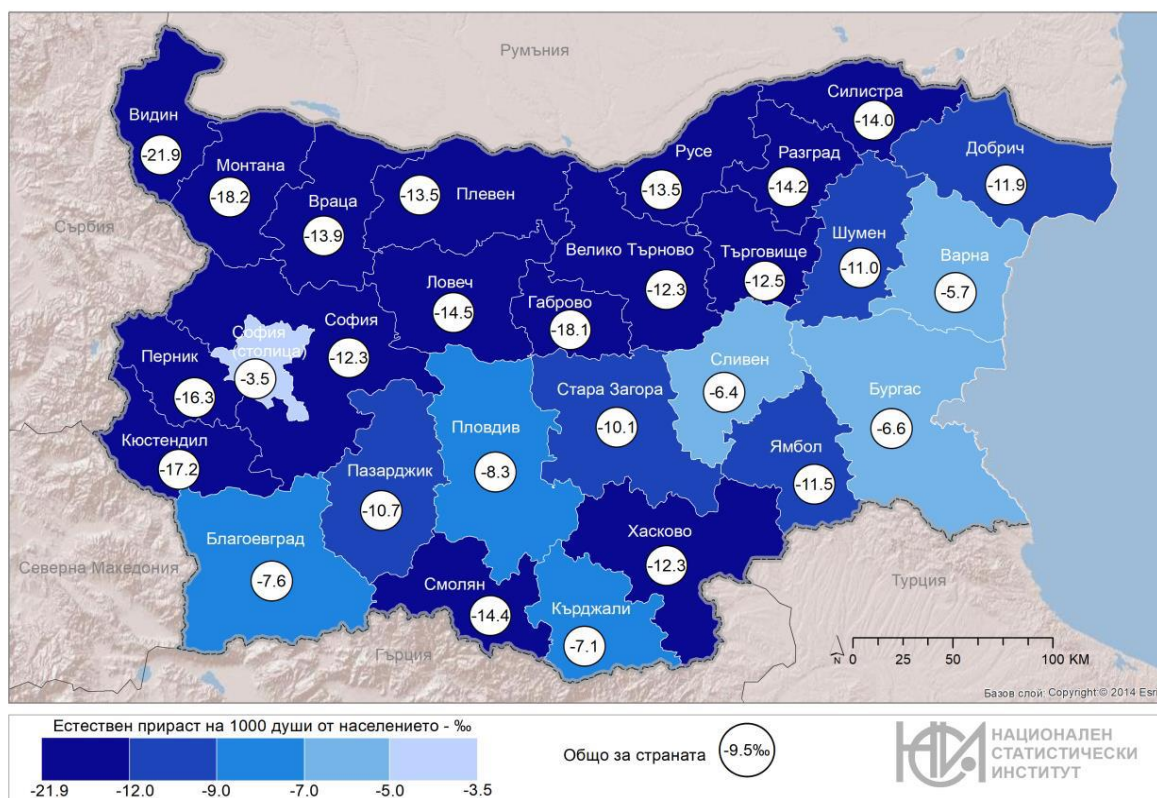 Румъния
Силистра
-14.0
Видин
-21.9
Монтана
-18.2
Враца
-13.9
-13.5
Плевен
Русе
-13.5
Разград
-14.2
Добрич
-11.9
Сърбия
Ловеч
-14.5
Велико Търново
-12.3
Габрово
-18.1
Търговище
-12.5
Шумен
-11.0
Варна
-5.7
Перник
-16.3
София
(столица)
-3.5
София
-12.3
Стара Загора
-10.1
Сливен
-6.4
Бургас
-6.6
Кюстендил
-17.2
Пазарджик
-10.7
Пловдив
-8.3
Ямбол
-11.5
Северна Македония
Благоевград
-7.6
Смолян
-14.4
Кърджали
-7.1
Хасково
-12.3
Турция
Гърция
N
0 25 50 100 КМ
Базов слой: Copyright © 2014 Esri
Естествен прираст на 1000 души от населението - ‰
-21.9 -12.0 -9.0 -7.0 -5.0 -3.5
Общо за страната
-9.5‰
НСИ
НАЦИОНАЛЕН
СТАТИСТИЧЕСКИ
ИНСТИТУТ